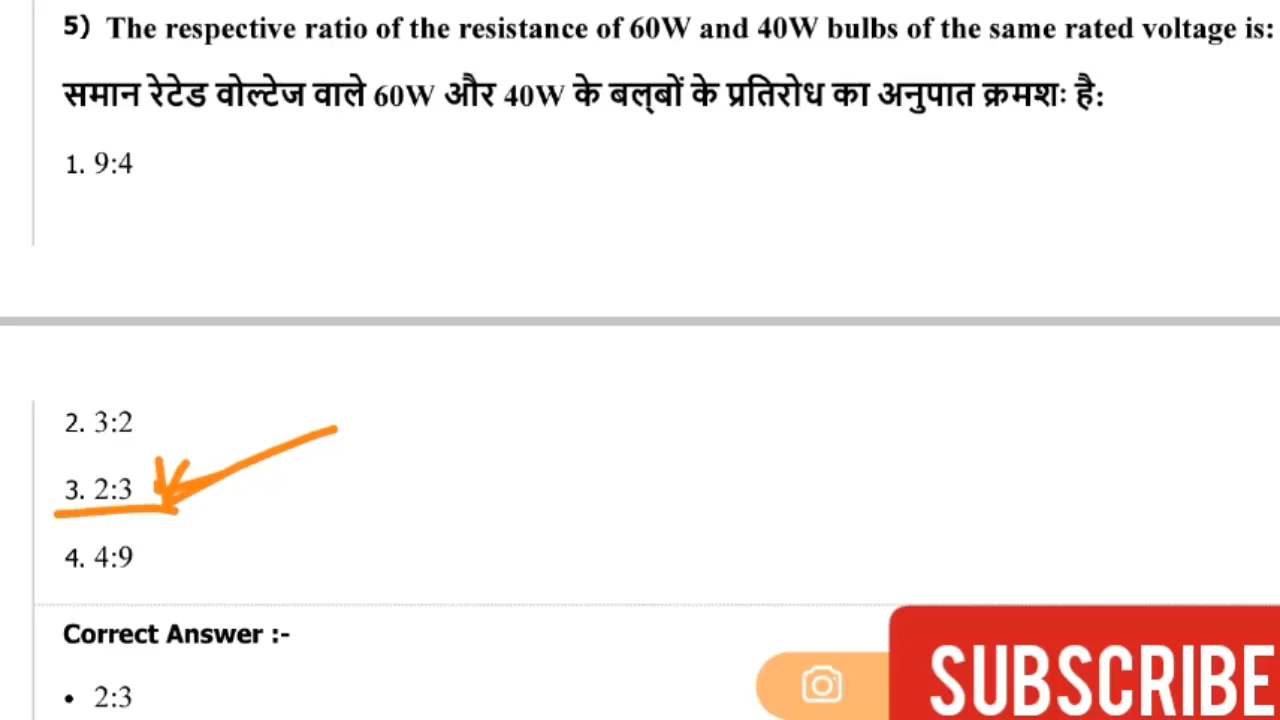 5) The respective ratio of the resistance of 60W and 40W bulbs of the same rated voltage is:
समान रेटेड वोल्टेज वाले 60W और 40W के बल्बों के प्रतिरोध का अनुपात क्रमशः है:
1. 9:4
2. 3:2
3. 2:3
4. 4:9
Correct Answer :-
• 2:3
SUBSCRIBE